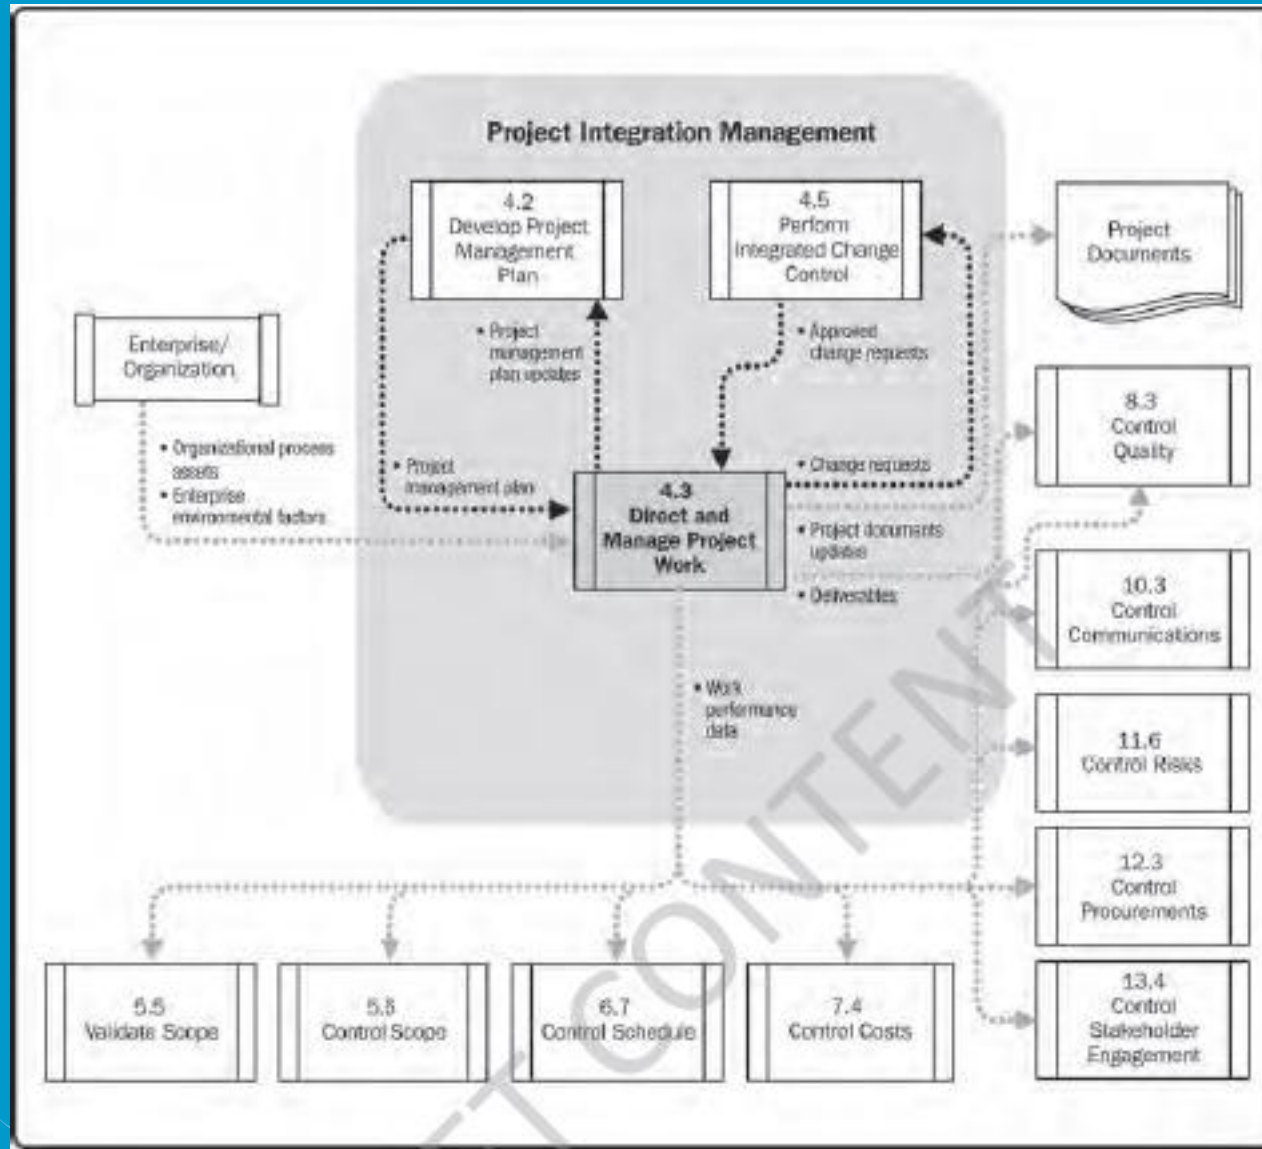 Project Integration Management
4.2
Develop Project
Management
Plan
4.5
Perform
Integrated Change
Control
Project
Documents
Enterprise/
Organization
• Project
management
plan updates
• Approved
change requests
8.3
Control
Quality
• Organizational process
assets
• Enterprise
environmental factors
• Project
management plan
• Change requests
4.3
Direct and
Manage Project
Work
• Project documents
updates
• Deliverables
10.3
Control
Communications
• Work
performance
data
11.6
Control Risks
12.3
Control
Procurements
5.5
Validate Scope
Control Scope
6.7
Control Schedule
7.4
Control Costs
13.4
Control
Stakeholder
Engagement
CONTENT